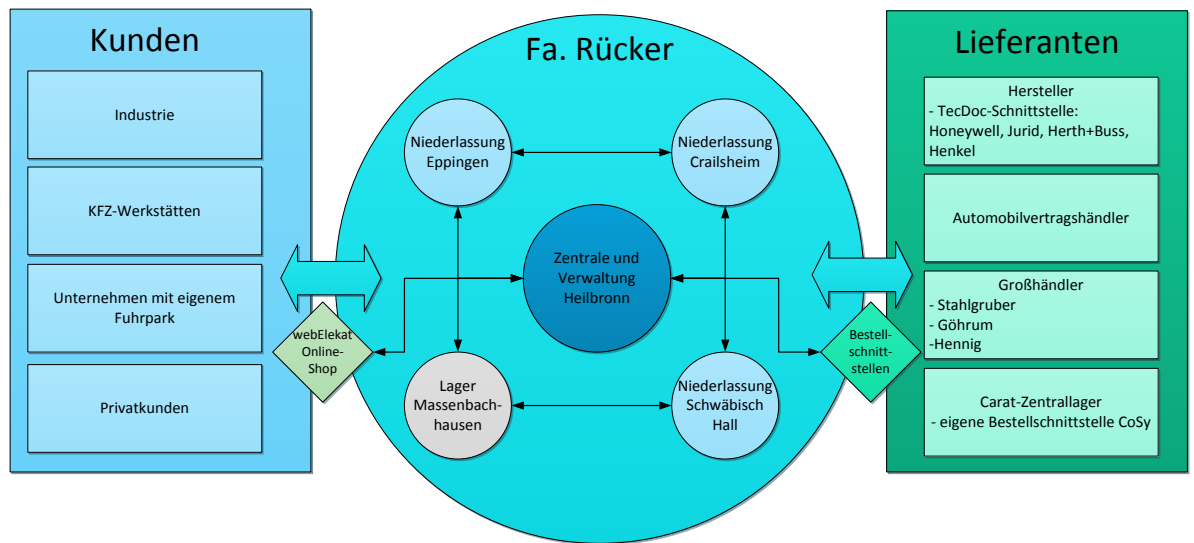 Kunden
Industrie
KFZ-Werkstätten
Unternehmen mit eigenem
Fuhrpark
Privatkunden
webElekat
Online-
Shop
Fa. Rücker
Niederlassung
Eppingen
Niederlassung
Crailsheim
Zentrale und
Verwaltung
Heilbronn
Lager
Massenbach-
hausen
Niederlassung
Schwäbisch
Hall
Bestell-
schnitt-
stellen
Lieferanten
Hersteller
- TecDoc-Schnittstelle:
Honeywell, Jurid, Herth+Buss,
Henkel
Automobilvertragshändler
Großhändler
- Stahlgruber
- Göhrum
-Hennig
Carat-Zentrallager
- eigene Bestellschnittstelle CoSy